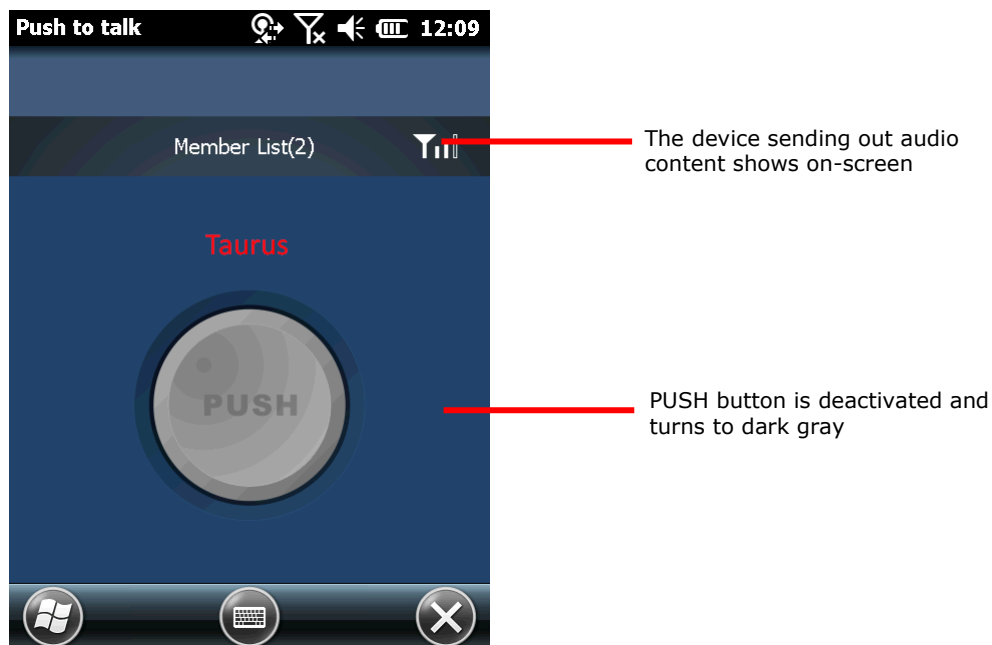 Push to talk 12:09
Member List(2)
The device sending out audio
content shows on-screen
Taurus
PUSH
PUSH button is deactivated and
turns to dark gray